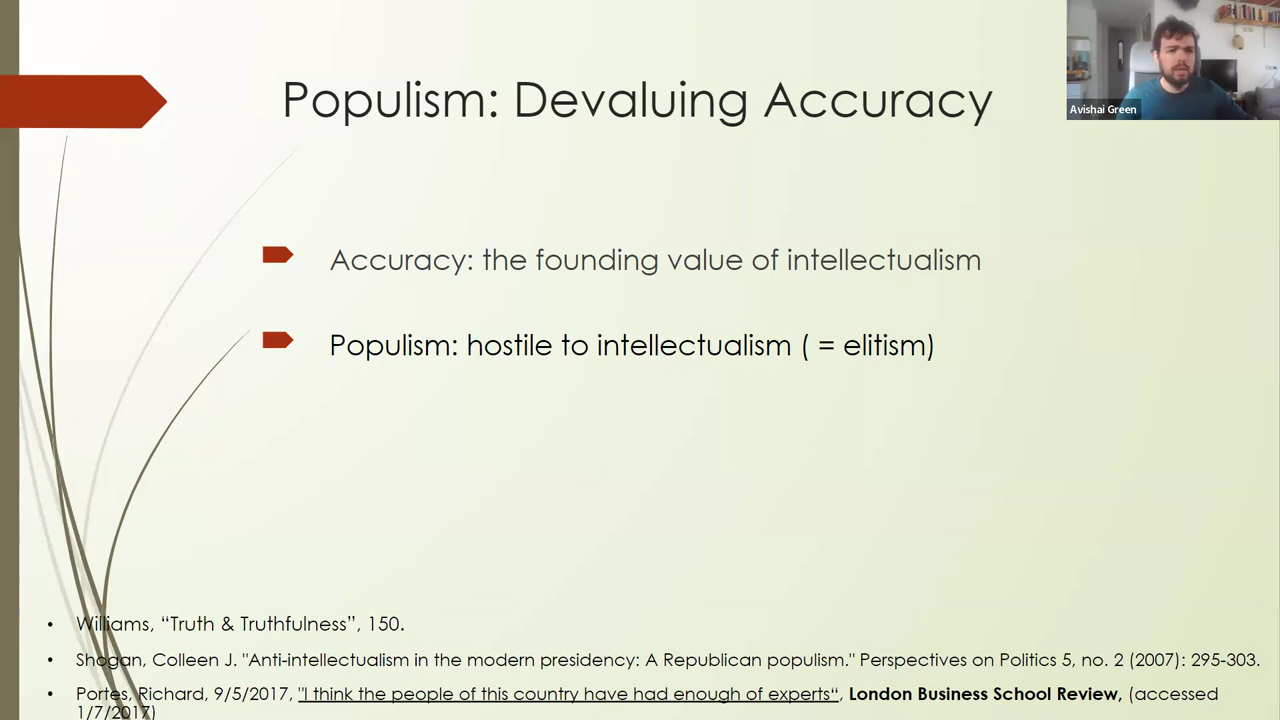 Populism: Devaluing Accuracy
Avishai Green
Accuracy: the founding value of intellectualism
Populism: hostile to intellectualism ( = elitism)
• Williams, “Truth & Truthfulness”, 150.
• Shogan, Colleen J. "Anti-intellectualism in the modern presidency: A Republican populism." Perspectives on Politics 5, no. 2 (2007): 295-303.
• Portes, Richard, 9/5/2017, "I think the people of this country have had enough of experts“, London Business School Review, (accessed
1/7/2017)